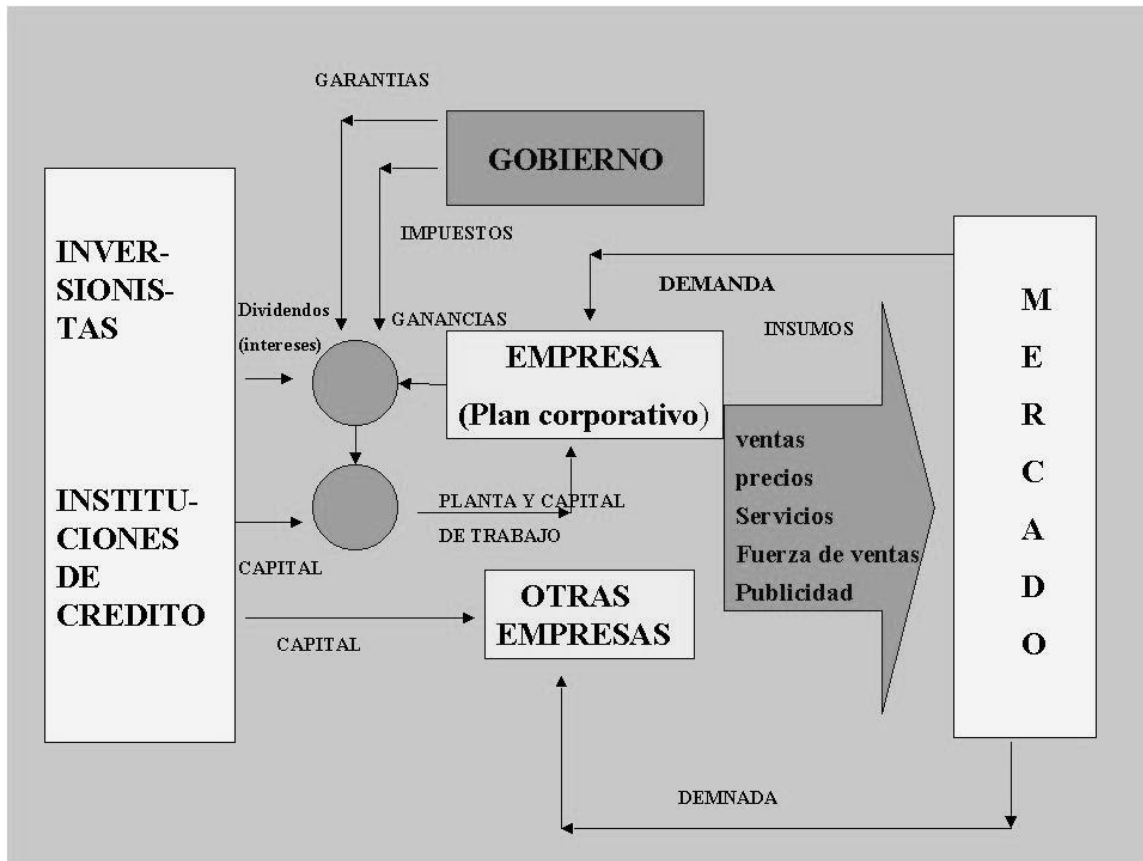 GARANTIAS
GOBIERNO
IMPUESTOS
INVER-
SIONIS-
TAS
Dividendos
(intereses)
GANANCIAS
DEMANDA
INSUMOS
EMPRESA
(Plan corporativo)
ventas
precios
Servicios
Fuerza de ventas
Publicidad
M
E
R
C
A
D
O
INSTITU-
CIONES
DE
CREDITO
CAPITAL
PLANTA Y CAPITAL
DE TRABAJO
CAPITAL
OTRAS
EMPRESAS
DEMNADA